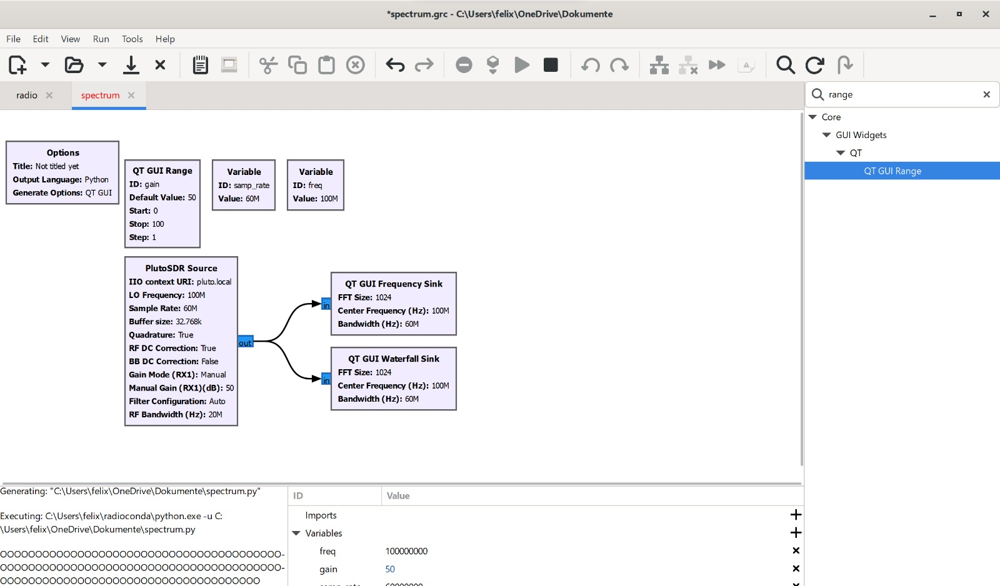 *spectrum.grc - C:\Users\felix\OneDrive\Dokumente
File Edit View Run Tools Help
radio spectrum
range
Core
GUI Widgets
QT
QT GUI Range
Options
Title: Not titled yet
Output Language: Python
Generate Options: QT GUI
QT GUI Range
ID: gain
Default Value: 50
Start: 0
Stop: 100
Step: 1
Variable
ID: samp_rate
Value: 60M
Variable
ID: freq
Value: 100M
PlutoSDR Source
IIO context URI: pluto.local
LO Frequency: 100M
Sample Rate: 60M
Buffer size: 32.768k
Quadrature: True
RF DC Correction: True
BB DC Correction: False
Gain Mode (RX1): Manual
Manual Gain (RX1)(dB): 50
Filter Configuration: Auto
RF Bandwidth (Hz): 20M
out
in
QT GUI Frequency Sink
FFT Size: 1024
Center Frequency (Hz): 100M
Bandwidth (Hz): 60M
in
QT GUI Waterfall Sink
FFT Size: 1024
Center Frequency (Hz): 100M
Bandwidth (Hz): 60M
Generating: "C:\Users\felix\OneDrive\Dokumente\spectrum.py"
Executing: C:\Users\felix\radioconda\python.exe -u C:
\Users\felix\OneDrive\Dokumente\spectrum.py
OOOOOOOOOOOOOOOOOOOOOOOOOOOOOOOOOOOOOOOO-
OOOOOOOOOOOOOOOOOOOOOOOOOOOOOOOOOOOOOOOO-
OOOOOOOOOOOOOOOOOOOOOOOOOOOOOOOOOOOOO
ID Value
Imports
Variables
freq 100000000
gain 50
samp_rate 60000000